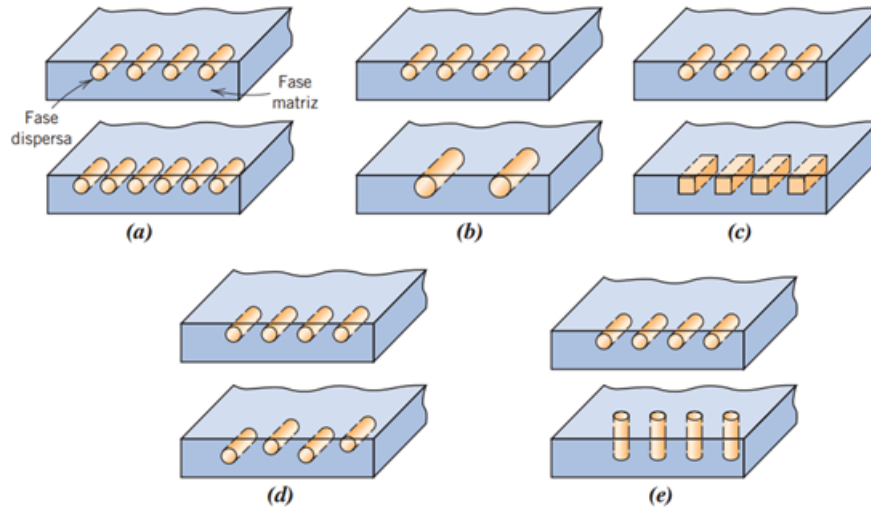 Fase
matriz
Fase
dispersa
(a)
(b)
(c)
(d)
(e)